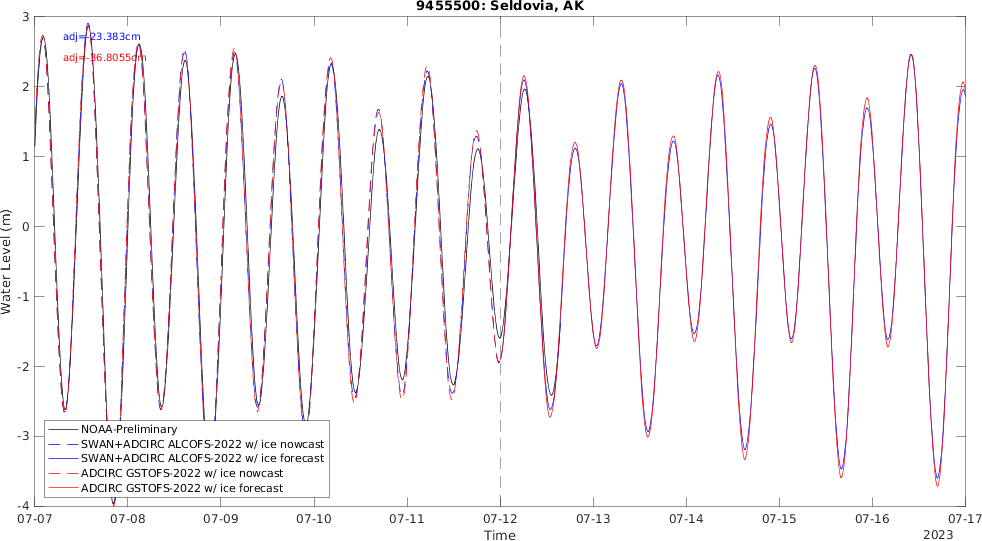 9455500: Seldovia, AK
adj=-23.383cm
adj=-36.8055cm
3
2
1
0
-1
-2
-3
-4
Water Level (m)
NOAA-Preliminary
SWAN+ADCIRC ALCOFS-2022 w/ ice nowcast
SWAN+ADCIRC ALCOFS-2022 w/ ice forecast
ADCIRC GSTOFS-2022 w/ ice nowcast
ADCIRC GSTOFS-2022 w/ ice forecast
07-07 07-08 07-09 07-10 07-11 07-12 07-13 07-14 07-15 07-16 07-17
Time
2023